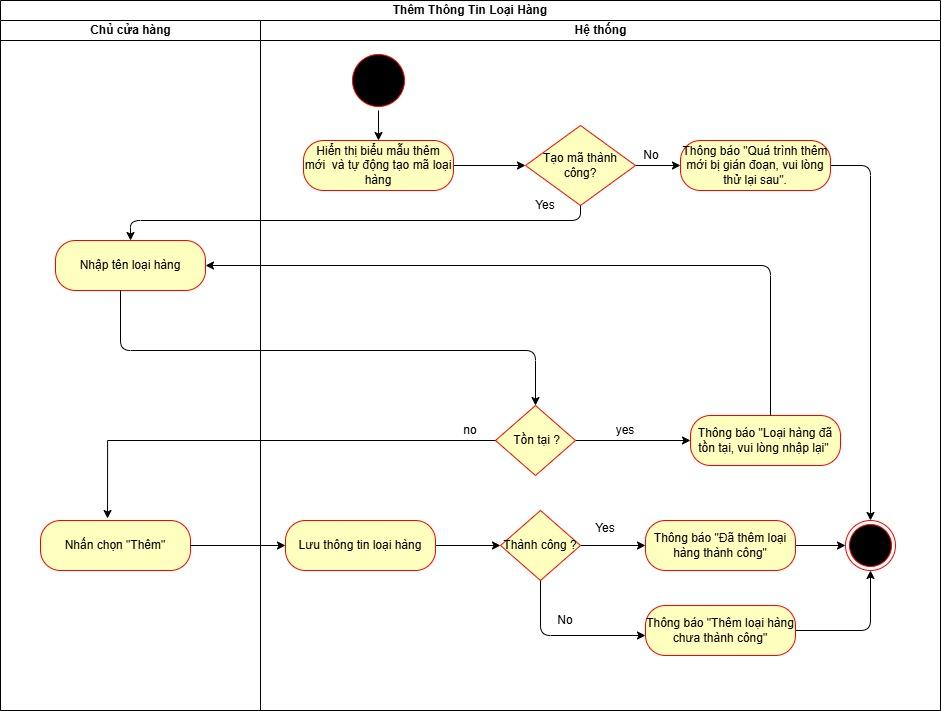 Thêm Thông Tin Loại Hàng
Chủ cửa hàng
Hệ thống
Hiển thị biểu mẫu thêm
mới và tự động tạo mã loại
hàng
Tạo mã thành
công?
No
Thông báo "Quá trình thêm
mới bị gián đoạn, vui lòng
thử lại sau".
Yes
Nhập tên loại hàng
no
Tồn tại ?
yes
Thông báo "Loại hàng đã
tồn tại, vui lòng nhập lại"
Nhấn chọn "Thêm"
Lưu thông tin loại hàng
Thành công ?
Yes
Thông báo "Đã thêm loại
hàng thành công"
No
Thông báo "Thêm loại hàng
chưa thành công"